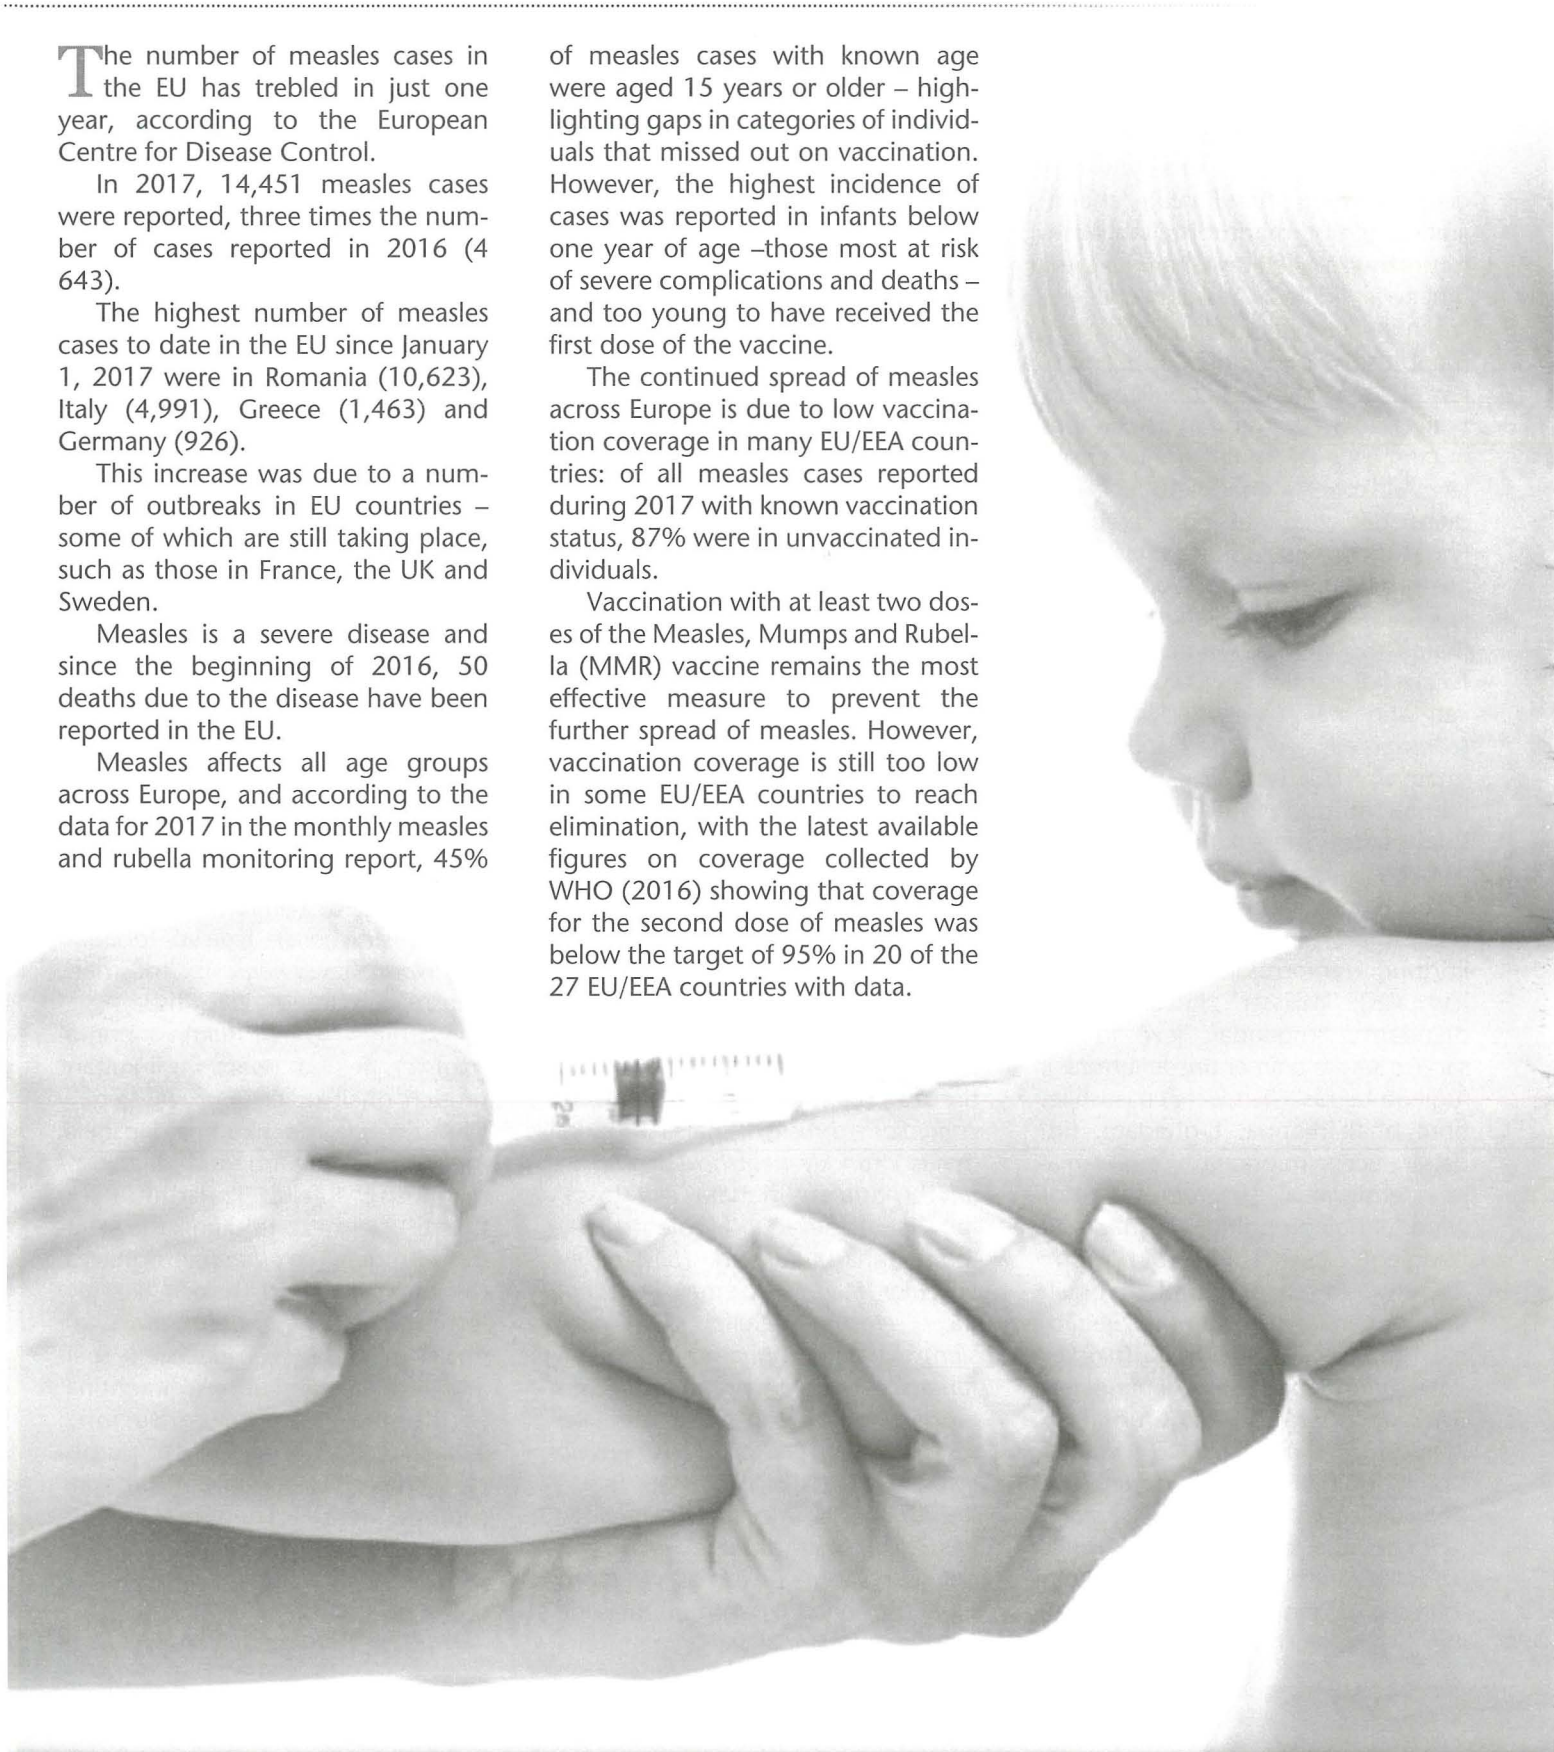 The number of measles cases in
the EU has trebled in just one
year, according to the European
Centre for Disease Control.
In 2017, 14,451 measles cases
were reported, three times the num-
ber of cases reported in 2016 (4
643).
The highest number of measles
cases to date in the EU since January
1, 2017 were in Romania (10,623),
Italy (4,991), Greece (1,463) and
Germany (926).
This increase was due to a num-
ber of outbreaks in EU countries –
some of which are still taking place,
such as those in France, the UK and
Sweden.
Measles is a severe disease and
since the beginning of 2016, 50
deaths due to the disease have been
reported in the EU.
Measles affects all age groups
across Europe, and according to the
data for 2017 in the monthly measles
and rubella monitoring report, 45%
of measles cases with known age
were aged 15 years or older – high-
lighting gaps in categories of individ-
uals that missed out on vaccination.
However, the highest incidence of
cases was reported in infants below
one year of age –those most at risk
of severe complications and deaths –
and too young to have received the
first dose of the vaccine.
The continued spread of measles
across Europe is due to low vaccina-
tion coverage in many EU/EEA coun-
tries: of all measles cases reported
during 2017 with known vaccination
status, 87% were in unvaccinated in-
dividuals.
Vaccination with at least two dos-
es of the Measles, Mumps and Rubel-
la (MMR) vaccine remains the most
effective measure to prevent the
further spread of measles. However,
vaccination coverage is still too low
in some EU/EEA countries to reach
elimination, with the latest available
figures on coverage collected by
WHO (2016) showing that coverage
for the second dose of measles was
below the target of 95% in 20 of the
27 EU/EEA countries with data.